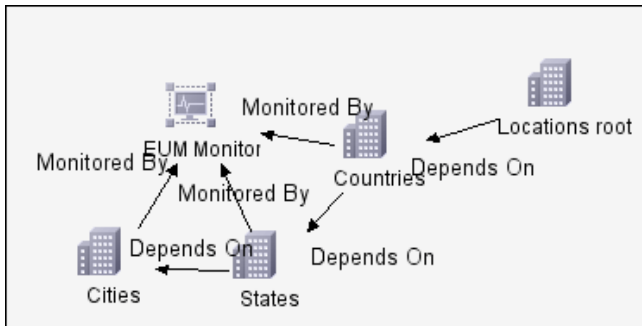 Monitored By
Locations root
EUM Monitor
Monitored By
Depends On
Countries
Monitored By
Depends On
Depends On
Cities
States